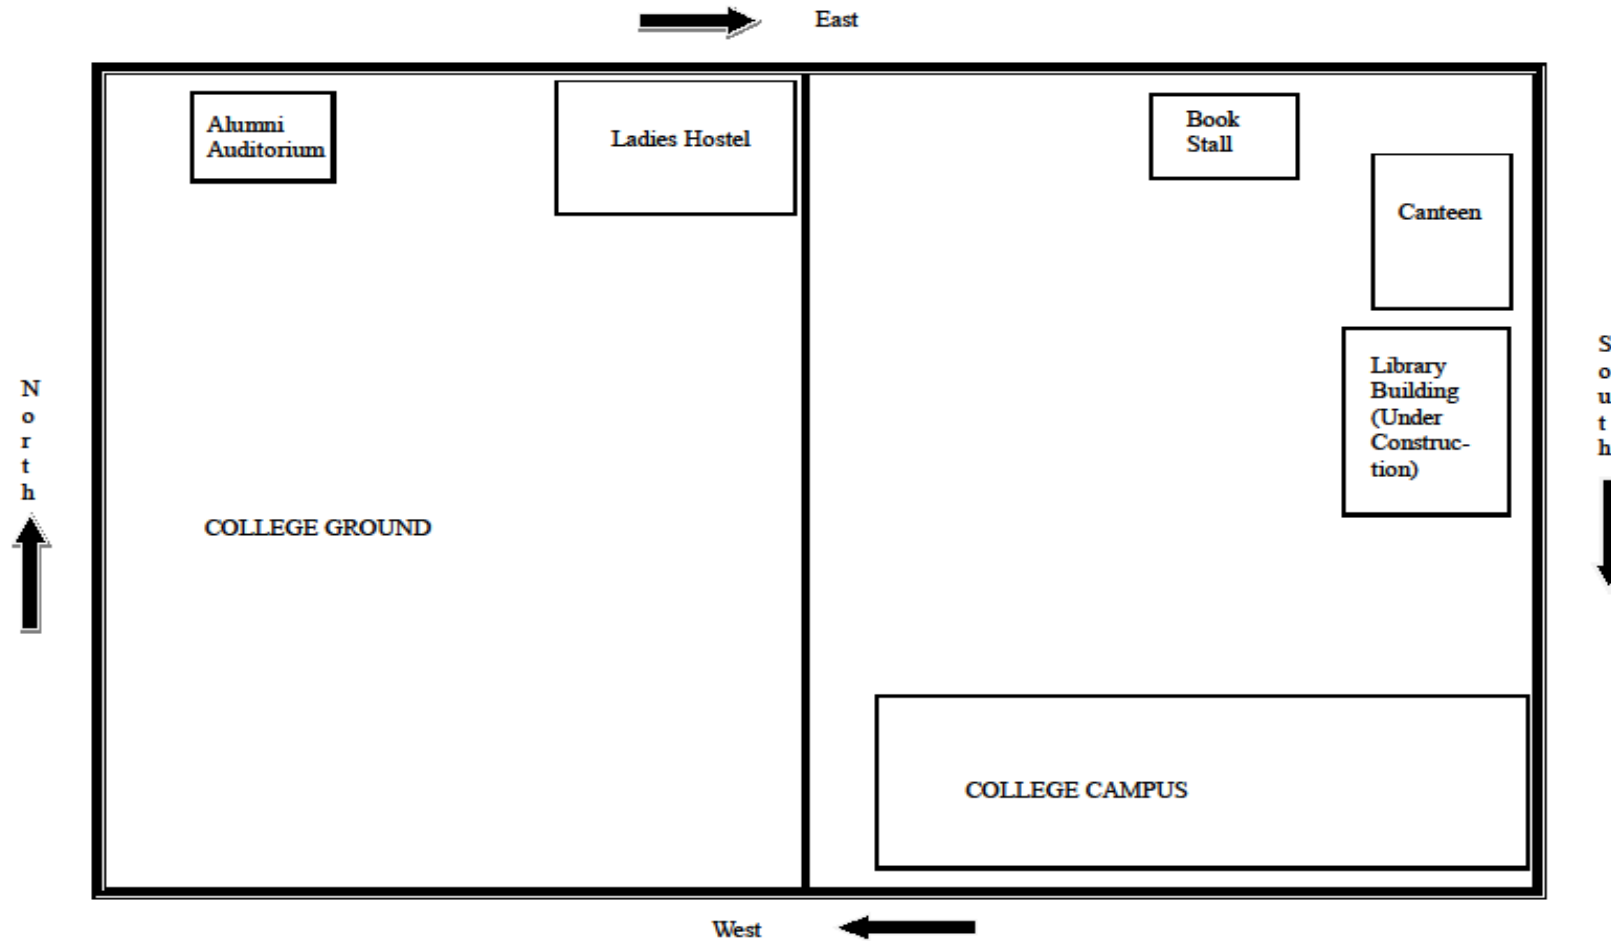 East
Alumni
Auditorium
Ladies Hostel
Book
Stall
Canteen
Library
Building
(Under
Construc-
tion)
N
o
r
t
h
S
o
u
t
h
COLLEGE GROUND
COLLEGE CAMPUS
West